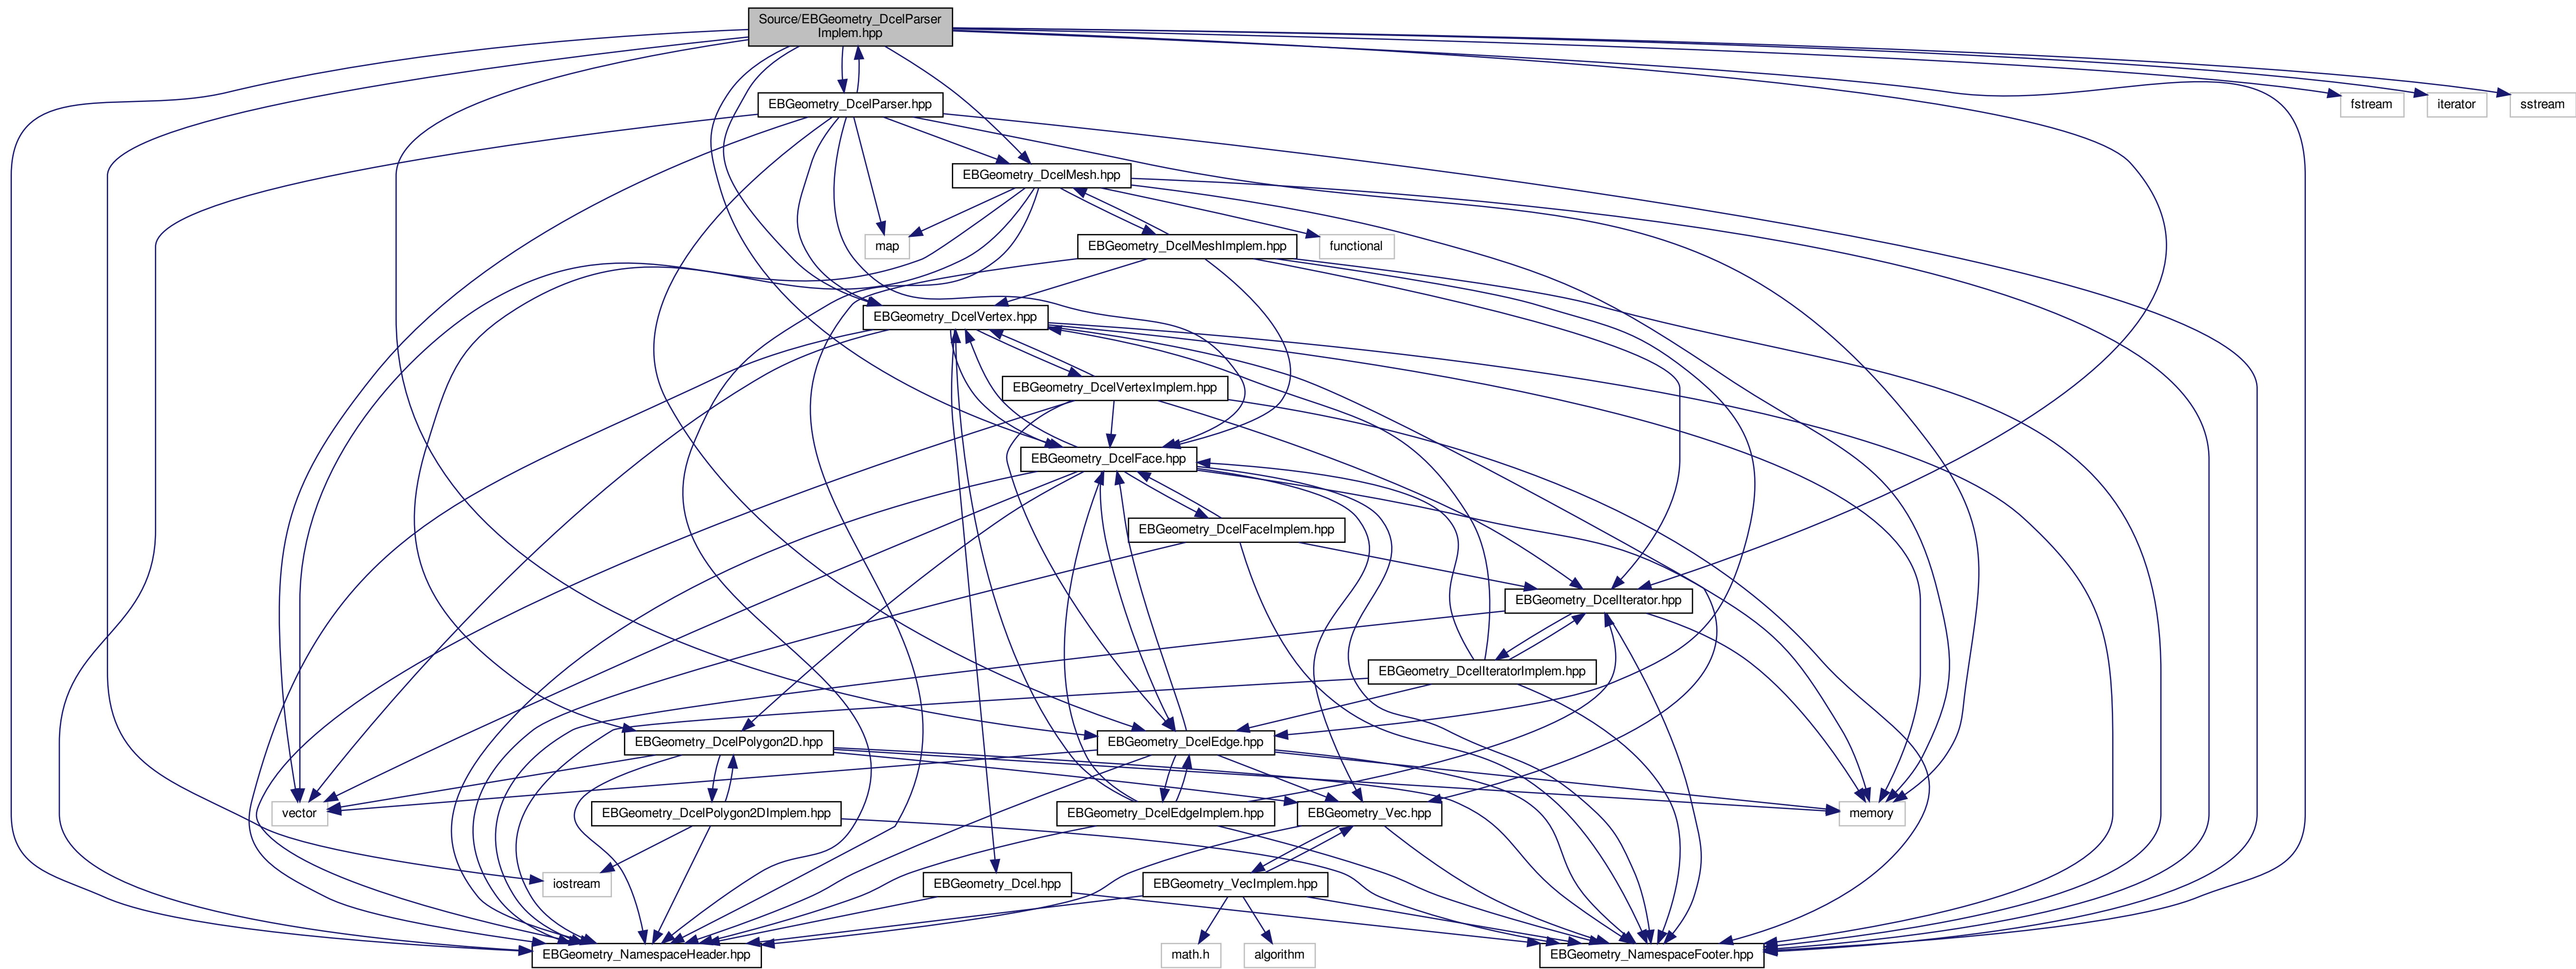 Source/EBGeometry_DcelParser
Implem.hpp
EBGeometry_DcelParser.hpp
fstream
iterator
sstream
EBGeometry_DcelMesh.hpp
map
EBGeometry_DcelMeshImplem.hpp
functional
EBGeometry_DcelVertex.hpp
EBGeometry_DcelVertexImplem.hpp
EBGeometry_DcelFace.hpp
EBGeometry_DcelFaceImplem.hpp
EBGeometry_DcelIterator.hpp
EBGeometry_DcelIteratorImplem.hpp
EBGeometry_DcelPolygon2D.hpp
EBGeometry_DcelEdge.hpp
vector
EBGeometry_DcelPolygon2DImplem.hpp
EBGeometry_DcelEdgeImplem.hpp
EBGeometry_Vec.hpp
memory
iostream
EBGeometry_Dcel.hpp
EBGeometry_VecImplem.hpp
EBGeometry_NamespaceHeader.hpp
math.h
algorithm
EBGeometry_NamespaceFooter.hpp